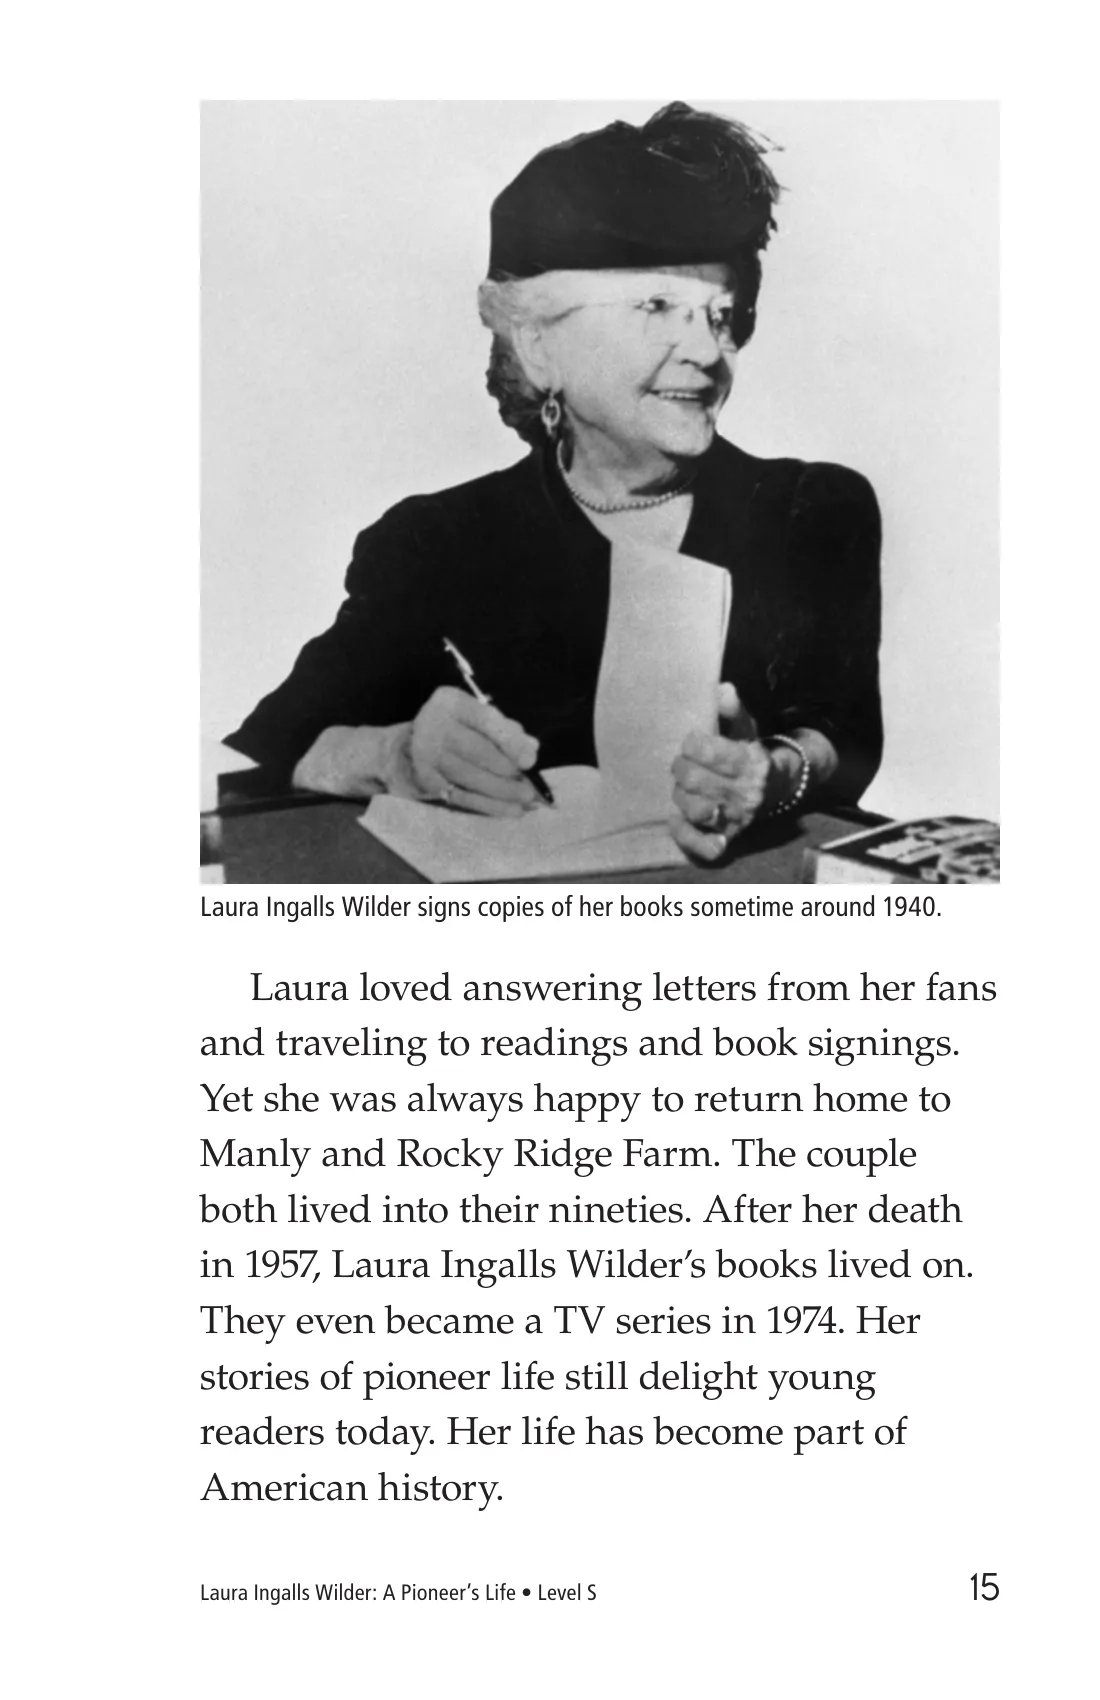 Laura Ingalls Wilder signs copies of her books sometime around 1940.
Laura loved answering letters from her fans
and traveling to readings and book signings.
Yet she was always happy to return home to
Manly and Rocky Ridge Farm. The couple
both lived into their nineties. After her death
in 1957, Laura Ingalls Wilder’s books lived on.
They even became a TV series in 1974. Her
stories of pioneer life still delight young
readers today. Her life has become part of
American history.
Laura Ingalls Wilder: A Pioneer’s Life • Level S 15